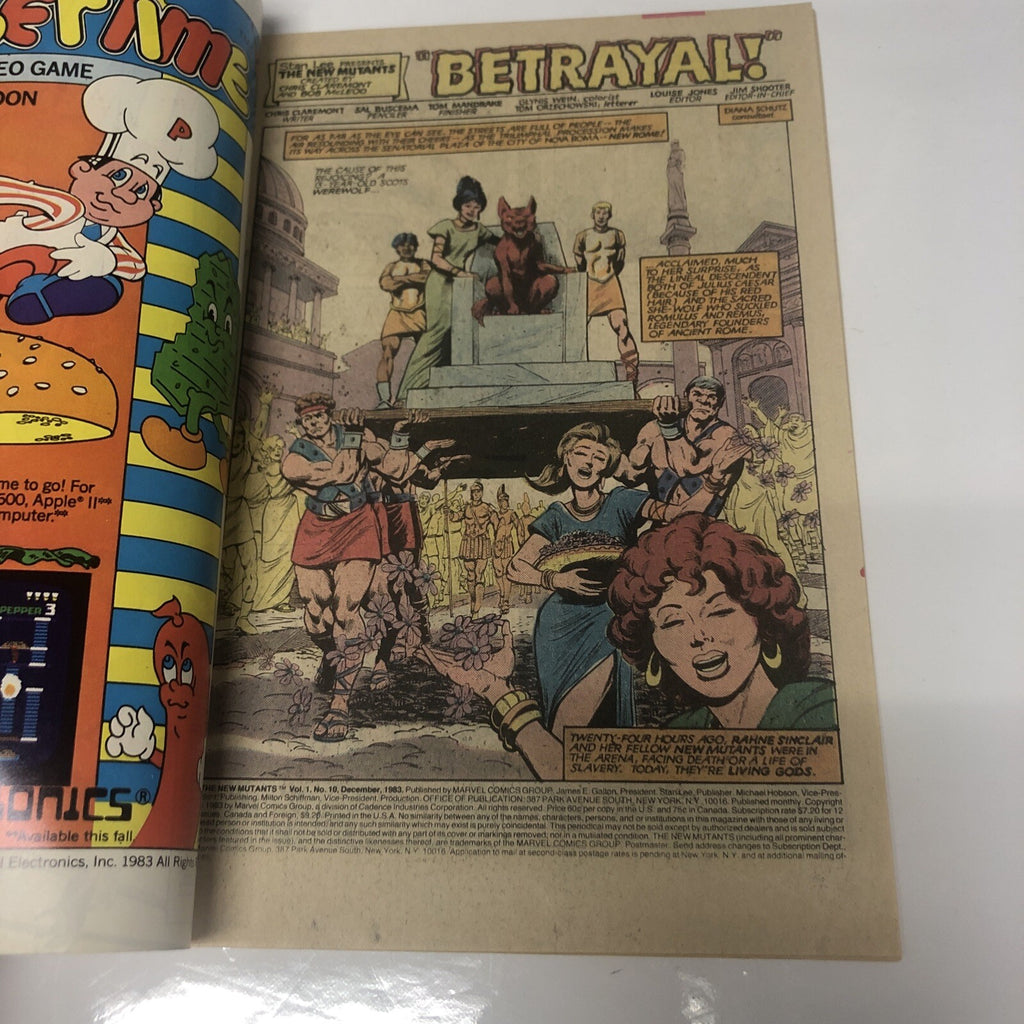 EO GAME
OON
P
me to go! For
600, Apple® II**
mputer.**
PEPPER 3
ONICS®
**Available this fall
l Electronics, Inc. 1983 All Righ
Stan Lee PRESENTS
THE NEW MUTANTS
CREATED BY
CHRIS CLAREMONT
AND BOB McLEOD
"BETRAYAL!"
CHRIS CLAREMONT
WRITER
SAL BUSCEMA
PENCILER
TOM MANDRAKE
FINISHER
GLYNIS WEIN, colorist
TOM ORZECHOWSKI, letterer
LOUISE JONES
EDITOR
JIM SHOOTER
EDITOR-IN-CHIEF
DIANA SCHUTZ
consultant
FOR AS FAR AS THE EYE CAN SEE, THE STREETS ARE FULL OF PEOPLE -- THE
AIR RESOUNDING WITH THEIR CHEERS -- AS THE TRIUMPHAL PROCESSION MAKES
ITS WAY ACROSS THE SENATORIAL PLAZA OF THE CITY OF NOVA ROMA -- NEW ROME!
THE CAUSE OF THIS
REJOICING? A
-YEAR-OLD SCOTS
WEREWOLF...
ACCLAIMED, MUCH
TO HER SURPRISE, AS
THE LINEAL DESCENDENT
BOTH OF JULIUS CAESAR
(BECAUSE OF HIS RED
HAIR) AND THE SACRED
SHE-WOLF WHO SUCKLED
ROMULUS AND REMUS,
LEGENDARY FOUNDERS
OF ANCIENT ROME.
TWENTY-FOUR HOURS AGO, RAHNE SINCLAIR
AND HER FELLOW NEW MUTANTS WERE IN
THE ARENA, FACING DEATH OR A LIFE OF
SLAVERY. TODAY, THEY'RE LIVING GODS.
THE NEW MUTANTS™ Vol. 1, No. 10, December, 1983. Published by MARVEL COMICS GROUP, James E. Galton, President. Stan Lee, Publisher. Michael Hobson, Vice-Pres-
ident Publishing. Milton Schiffman, Vice-President, Production. OFFICE OF PUBLICATION: 387 PARK AVENUE SOUTH, NEW YORK, N.Y. 10016. Published monthly. Copyright
1983 by Marvel Comics Group, a division of Cadence Industries Corporation. All rights reserved. Price 60¢ per copy in the U.S. and 75¢ in Canada. Subscription rate $7.20 for 12
issues. Canada and Foreign, $9.20. Printed in the U.S.A. No similarity between any of the names, characters, persons, and/or institutions in this magazine with those of any living or
dead person or institution is intended, and any such similarity which may exist is purely coincidental. This periodical may not be sold except by authorized dealers and is sold subject
to the conditions that it shall not be sold or distributed with any part of its cover or markings removed, nor in a mutilated condition. THE NEW MUTANTS (including all prominent char-
acters featured in the issue), and the distinctive likenesses thereof, are trademarks of the MARVEL COMICS GROUP. Postmaster: Send address changes to Subscription Dept.,
Comics Group, 387 Park Avenue South, New York, N.Y. 10016. Application to mail at second-class postage rates is pending at New York, N.Y. and at additional mailing of-